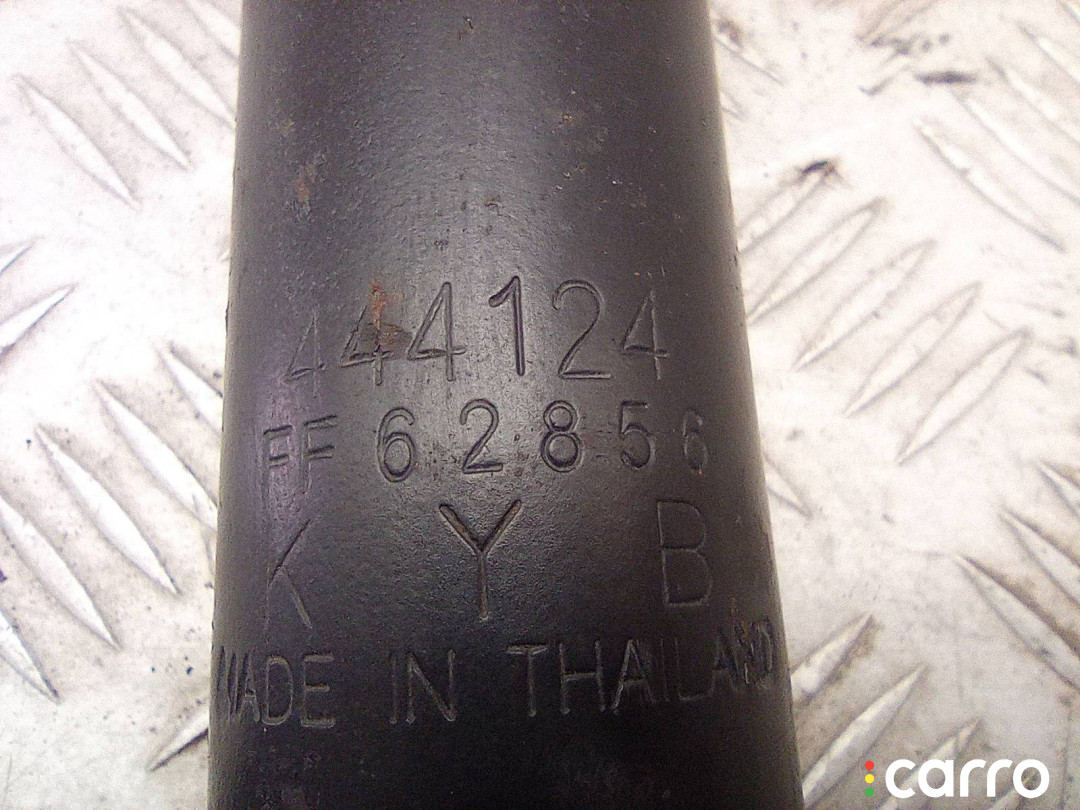 444124
FF 62856
K Y B
MADE IN THAILAND
carro